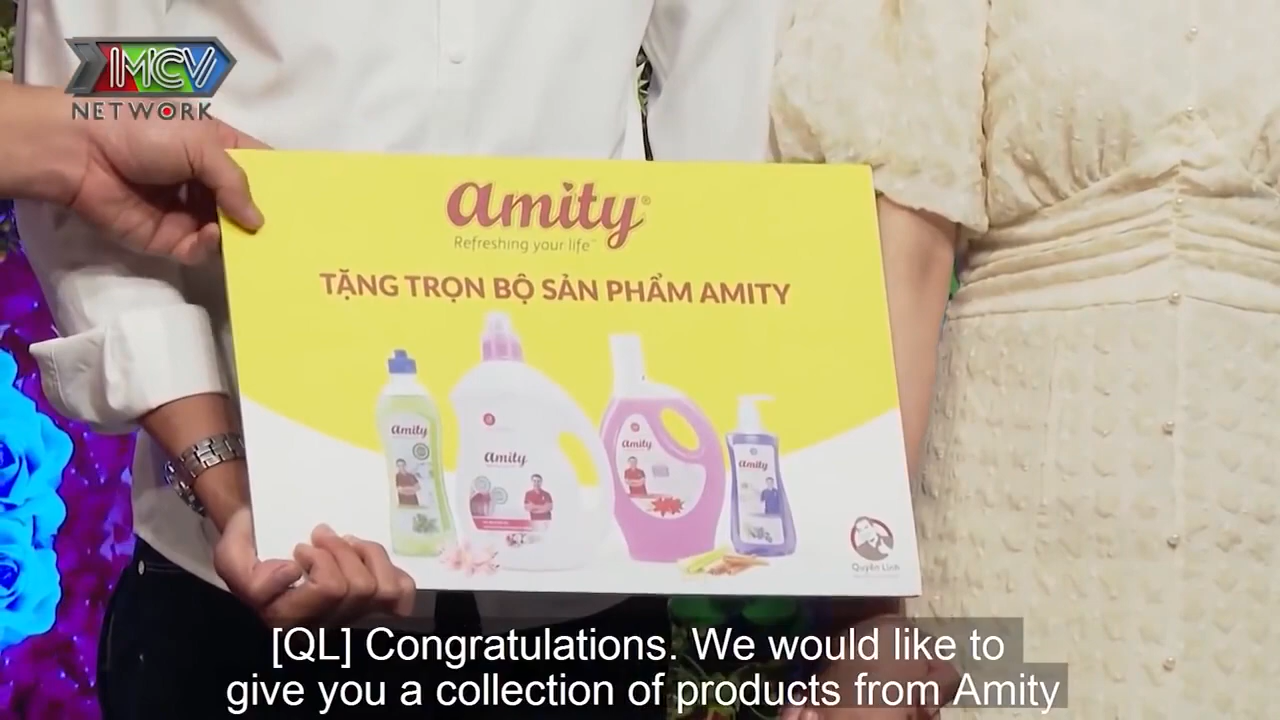 MCV
NETWORK
amity®
Refreshing your life™
TẶNG TRỌN BỘ SẢN PHẨM AMITY
amity
amity
amity
amity
Quyền Linh
[QL] Congratulations. We would like to
give you a collection of products from Amity